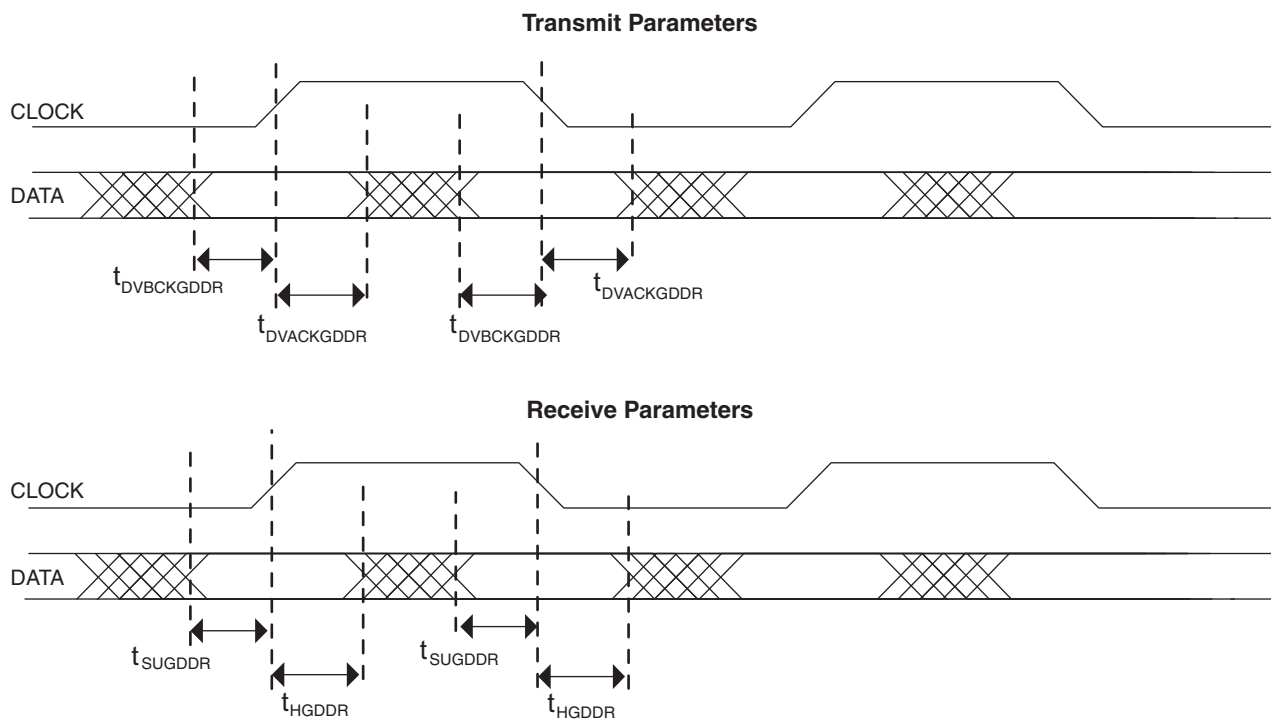 Transmit Parameters
CLOCK
DATA
tDVBCKGDDR
tDVACKGDDR
tDVACKGDDR
tDVBCKGDDR
Receive Parameters
CLOCK
DATA
tSUGDDR
tSUGDDR
tHGDDR
tHGDDR